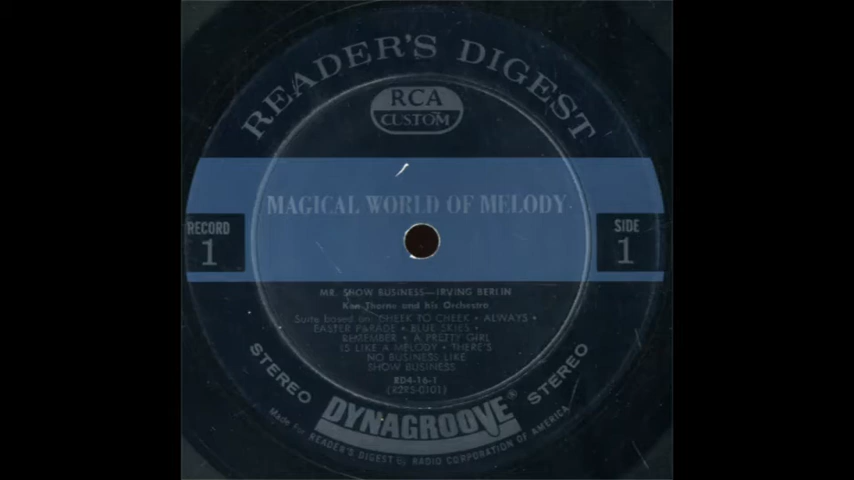 READER'S DIGEST
RCA
CUSTOM
MAGICAL WORLD OF MELODY
RECORD
1
SIDE
1
MR. SHOW BUSINESS—IRVING BERLIN
Ken Thorne and his Orchestra
Suite based on: CHEEK TO CHEEK • ALWAYS •
EASTER PARADE • BLUE SKIES •
REMEMBER • A PRETTY GIRL
IS LIKE A MELODY • THERE'S
NO BUSINESS LIKE
SHOW BUSINESS
RD4-16-1
(R2RS-0101)
STEREO
STEREO
DYNAGROOVE®
Made for READER'S DIGEST By RADIO CORPORATION OF AMERICA